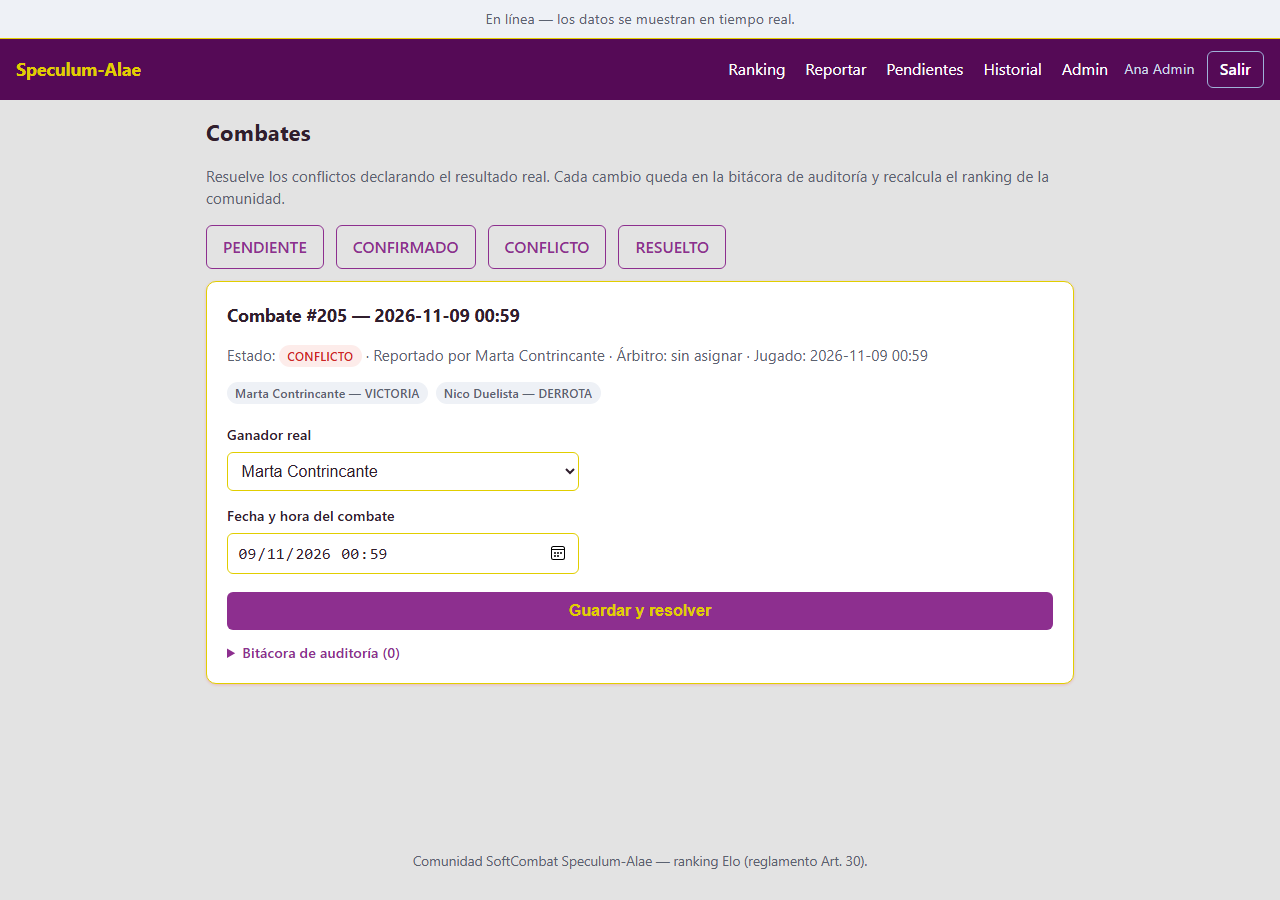 En línea — los datos se muestran en tiempo real.
Speculum-Alae
Ranking Reportar Pendientes Historial Admin Ana Admin Salir
Combates
Resuelve los conflictos declarando el resultado real. Cada cambio queda en la bitácora de auditoría y recalcula el ranking de la
comunidad.
PENDIENTE CONFIRMADO CONFLICTO RESUELTO
Combate #205 — 2026-11-09 00:59
Estado: CONFLICTO · Reportado por Marta Contrincante · Árbitro: sin asignar · Jugado: 2026-11-09 00:59
Marta Contrincante — VICTORIA Nico Duelista — DERROTA
Ganador real
Marta Contrincante
Fecha y hora del combate
09/11/2026 00:59
Guardar y resolver
Bitácora de auditoría (0)
Comunidad SoftCombat Speculum-Alae — ranking Elo (reglamento Art. 30).